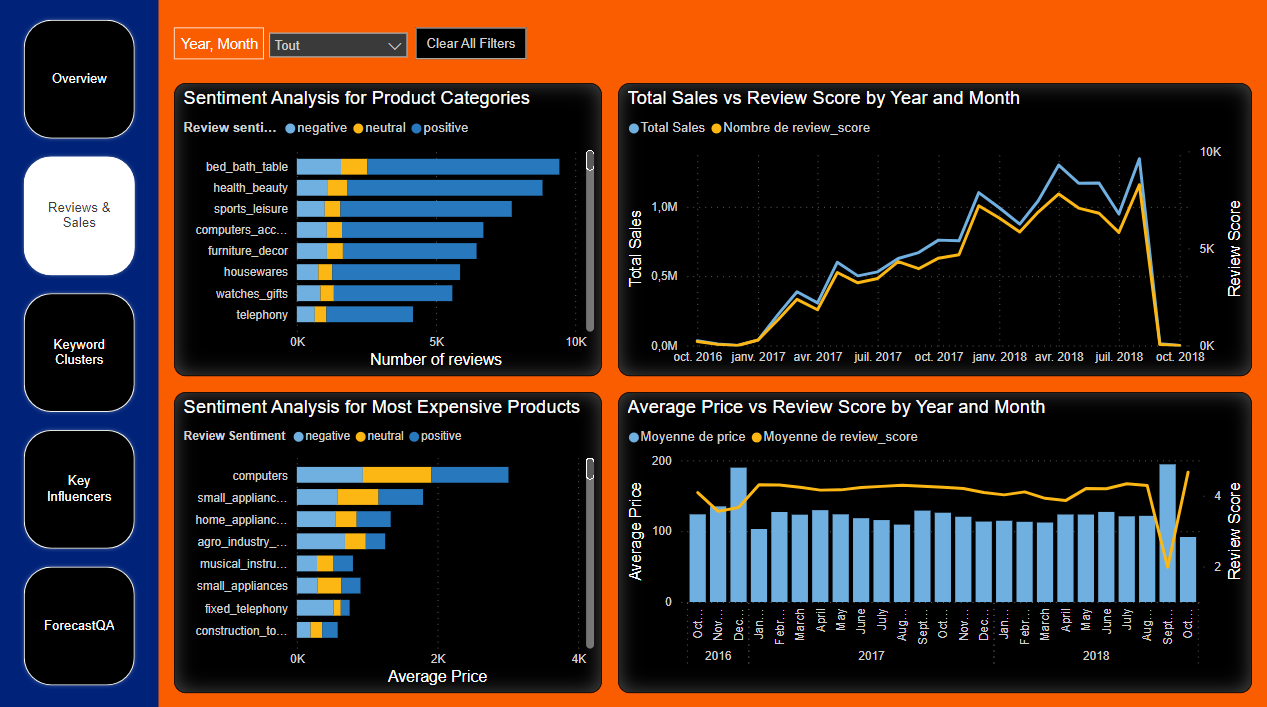 Overview
Reviews &
Sales
Keyword
Clusters
Key
Influencers
ForecastQA
Year, Month
Tout
Clear All Filters
Sentiment Analysis for Product Categories
Review senti... negative neutral positive
bed_bath_table
health_beauty
sports_leisure
computers_acc...
furniture_decor
housewares
watches_gifts
telephony
0K 5K 10K
Number of reviews
Total Sales vs Review Score by Year and Month
Total Sales Nombre de review_score
Total Sales
1,0M
0,5M
0,0M
10K
5K
0K
Review Score
oct. 2016 janv. 2017 avr. 2017 juil. 2017 oct. 2017 janv. 2018 avr. 2018 juil. 2018 oct. 2018
Sentiment Analysis for Most Expensive Products
Review Sentiment negative neutral positive
computers
small_applianc...
home_applianc...
agro_industry_...
musical_instru...
small_appliances
fixed_telephony
construction_to...
0K 2K 4K
Average Price
Average Price vs Review Score by Year and Month
Moyenne de price Moyenne de review_score
Average Price
200
100
0
4
2
Review Score
Oct... Nov... Dec... Jan... Febr... March April May June July Aug... Sept... Oct... Nov... Dec... Jan... Febr... March April May June July Aug... Sept... Oct...
2016 2017 2018